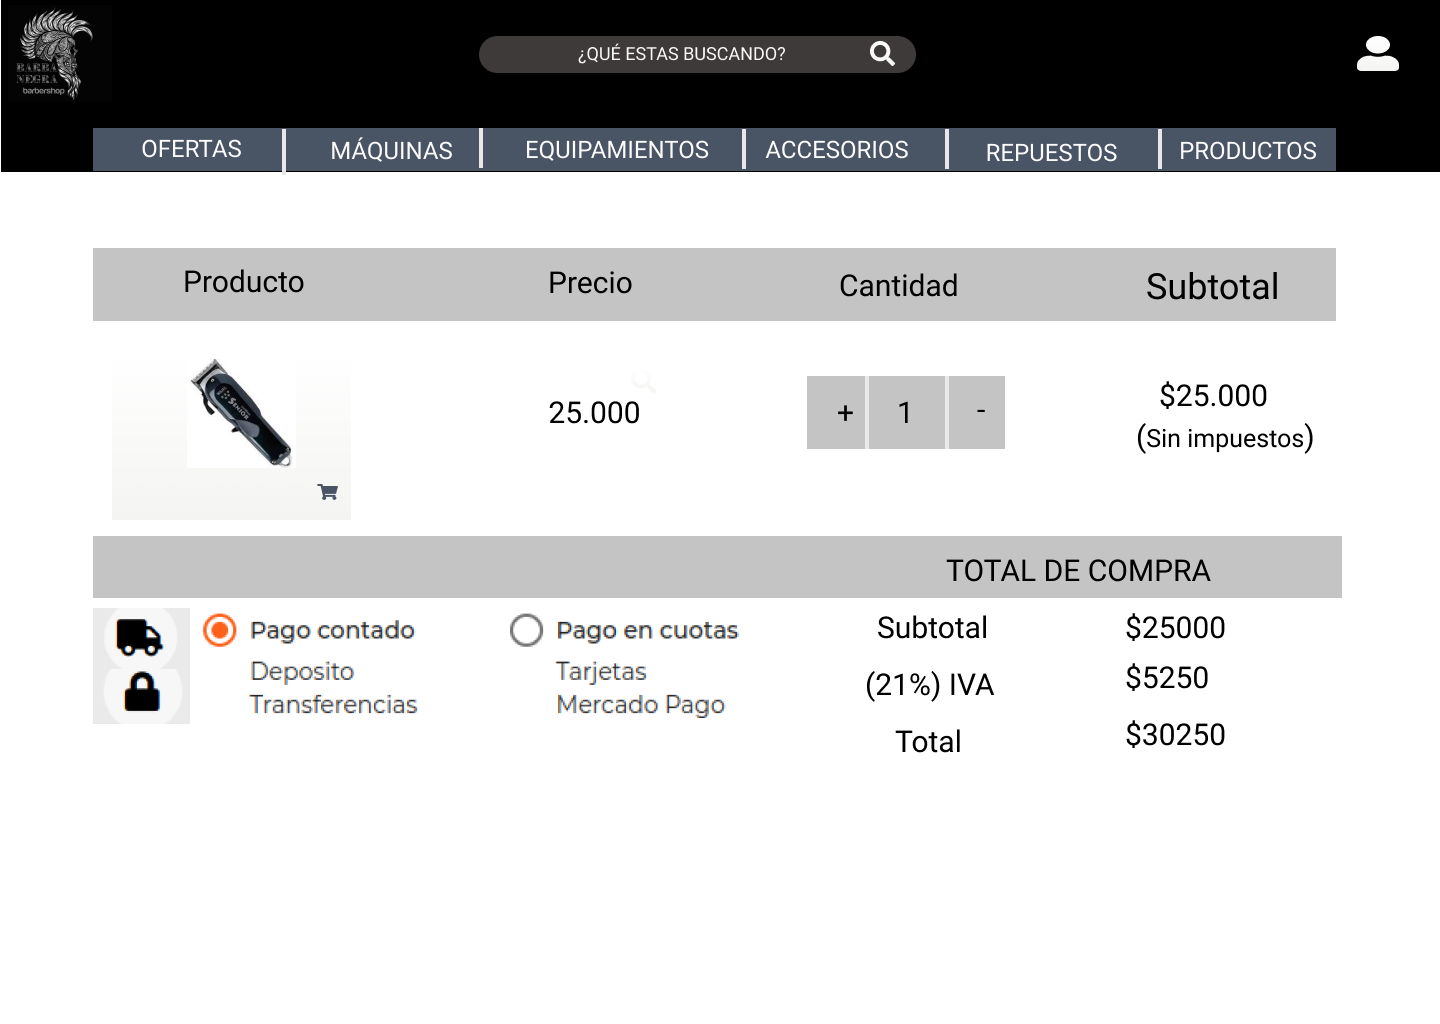 BARBA
NEGRA
barbershop
¿QUÉ ESTAS BUSCANDO?
OFERTAS MÁQUINAS EQUIPAMIENTOS ACCESORIOS REPUESTOS PRODUCTOS
Producto Precio Cantidad Subtotal
SENIOR
25.000 + 1 - $25.000
(Sin impuestos)
TOTAL DE COMPRA
Pago contado Pago en cuotas Subtotal $25000
Deposito Tarjetas (21%) IVA $5250
Transferencias Mercado Pago
Total $30250